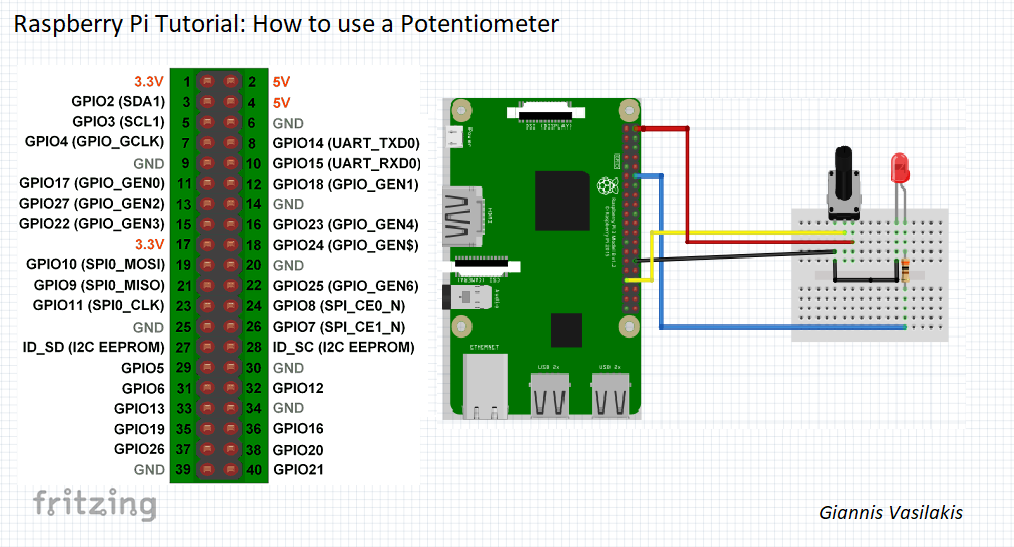 Raspberry Pi Tutorial: How to use a Potentiometer
3.3V 1 2 5V
GPIO2 (SDA1) 3 4 5V
GPIO3 (SCL1) 5 6 GND
GPIO4 (GPIO_GCLK) 7 8 GPIO14 (UART_TXD0)
GND 9 10 GPIO15 (UART_RXD0)
GPIO17 (GPIO_GEN0) 11 12 GPIO18 (GPIO_GEN1)
GPIO27 (GPIO_GEN2) 13 14 GND
GPIO22 (GPIO_GEN3) 15 16 GPIO23 (GPIO_GEN4)
3.3V 17 18 GPIO24 (GPIO_GEN$)
GPIO10 (SPI0_MOSI) 19 20 GND
GPIO9 (SPI0_MISO) 21 22 GPIO25 (GPIO_GEN6)
GPIO11 (SPI0_CLK) 23 24 GPIO8 (SPI_CE0_N)
GND 25 26 GPIO7 (SPI_CE1_N)
ID_SD (I2C EEPROM) 27 28 ID_SC (I2C EEPROM)
GPIO5 29 30 GND
GPIO6 31 32 GPIO12
GPIO13 33 34 GND
GPIO19 35 36 GPIO16
GPIO26 37 38 GPIO20
GND 39 40 GPIO21
Power
HDMI
Audio
ETHERNET
USB 2x
USB 2x
fritzing
Giannis Vasilakis